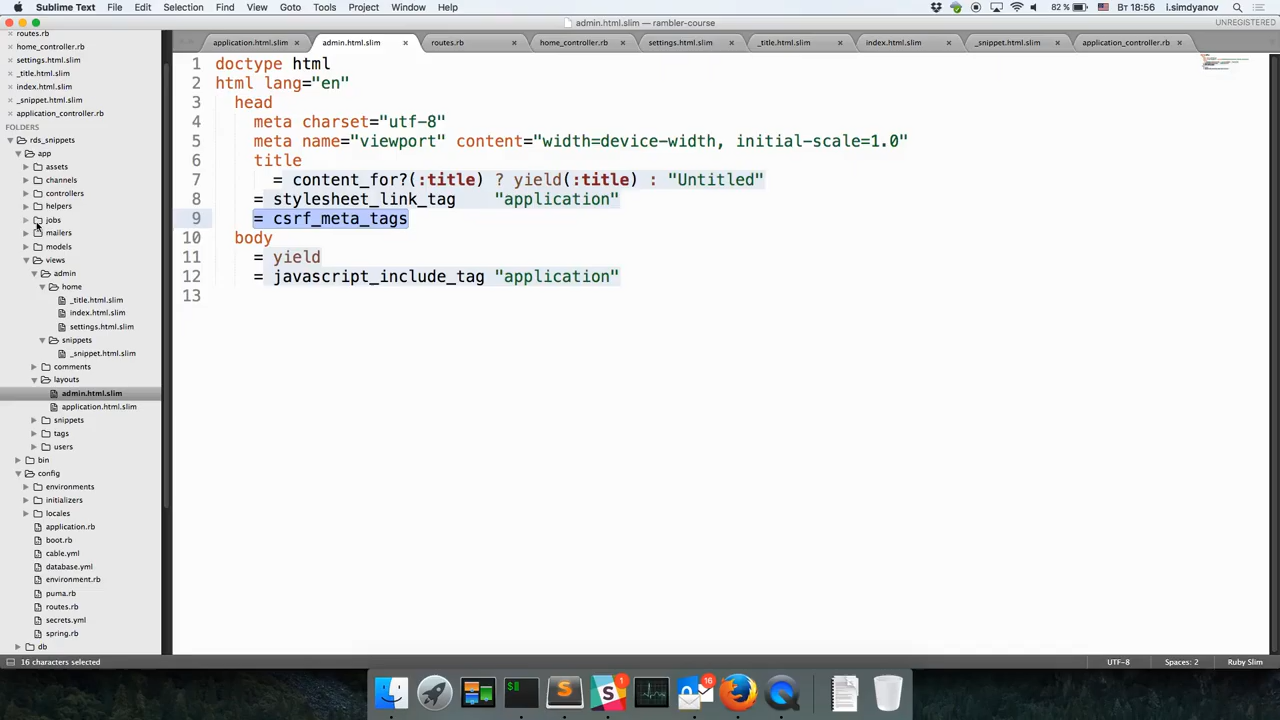 Sublime Text File Edit Selection Find View Goto Tools Project Window Help 82 % Вт 18:56 i.simdyanov
admin.html.slim — rambler-course UNREGISTERED
application.html.slim × admin.html.slim × routes.rb × home_controller.rb × settings.html.slim × _title.html.slim × index.html.slim × _snippet.html.slim × application_controller.rb ×
routes.rb
× home_controller.rb
× settings.html.slim
× _title.html.slim
× index.html.slim
× _snippet.html.slim
× application_controller.rb
FOLDERS
rds_snippets
app
assets
channels
controllers
helpers
jobs
mailers
models
views
admin
home
_title.html.slim
index.html.slim
settings.html.slim
snippets
_snippet.html.slim
comments
layouts
admin.html.slim
application.html.slim
snippets
tags
users
bin
config
environments
initializers
locales
application.rb
boot.rb
cable.yml
database.yml
environment.rb
puma.rb
routes.rb
secrets.yml
spring.rb
db
1 doctype html
2 html lang="en"
3 head
4 meta charset="utf-8"
5 meta name="viewport" content="width=device-width, initial-scale=1.0"
6 title
7 = content_for?(:title) ? yield(:title) : "Untitled"
8 = stylesheet_link_tag "application"
9 = csrf_meta_tags
10 body
11 = yield
12 = javascript_include_tag "application"
13
16 characters selected UTF-8 Spaces: 2 Ruby Slim
1 16